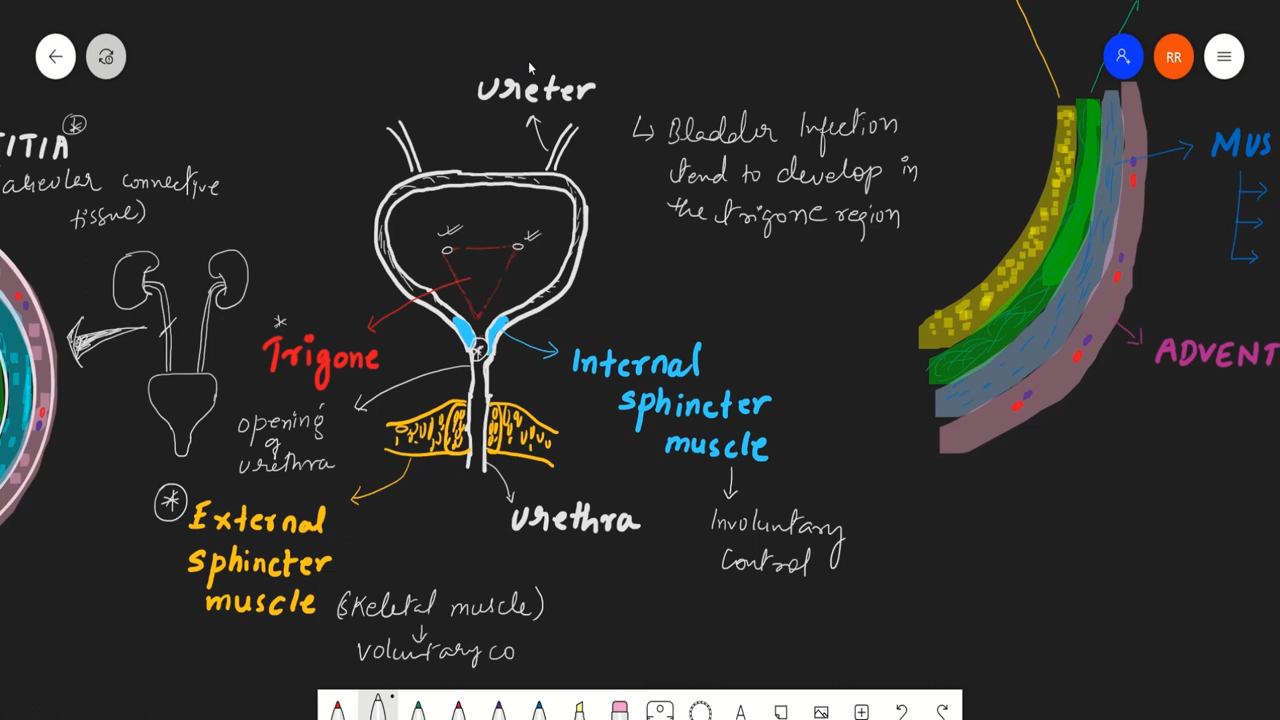 ureter
TITIA
connective
tissue)
↳ Bladder Infection
tend to develop in
the trigone region
RR
MUS
Trigone
Internal
sphincter
muscle
ADVENT
opening
of
urethra
External
sphincter
muscle
(skeletal muscle)
voluntary co
urethra
Involuntary
Control